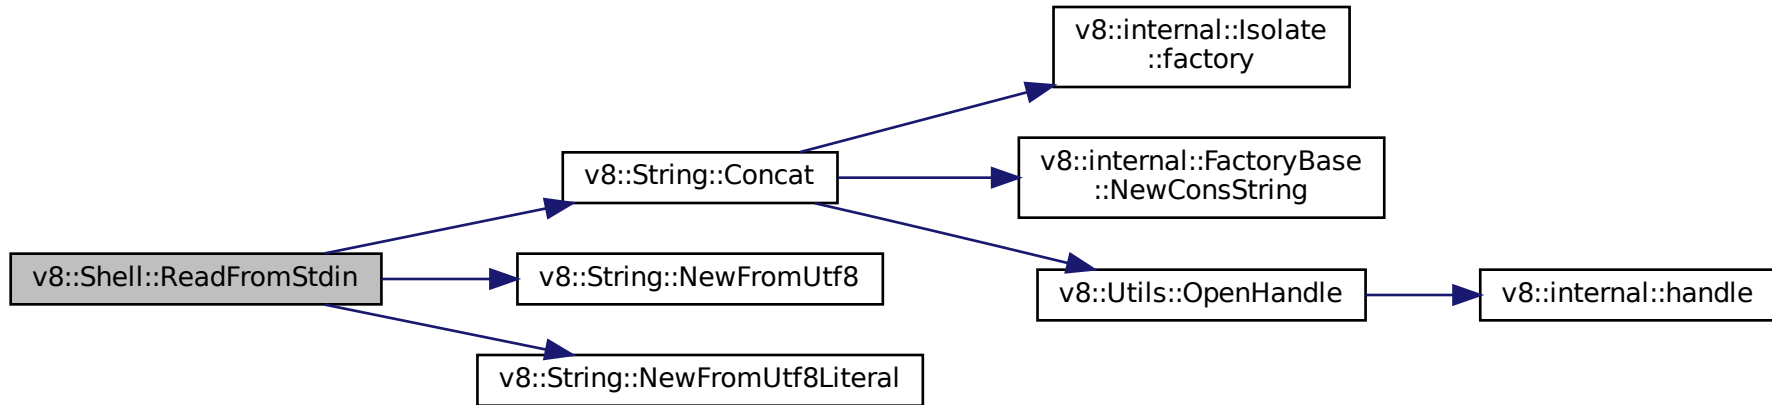 v8::internal::Isolate
::factory
v8::internal::FactoryBase
::NewConsString
v8::String::Concat
v8::Shell::ReadFromStdin
v8::String::NewFromUtf8
v8::Utils::OpenHandle
v8::internal::handle
v8::String::NewFromUtf8Literal